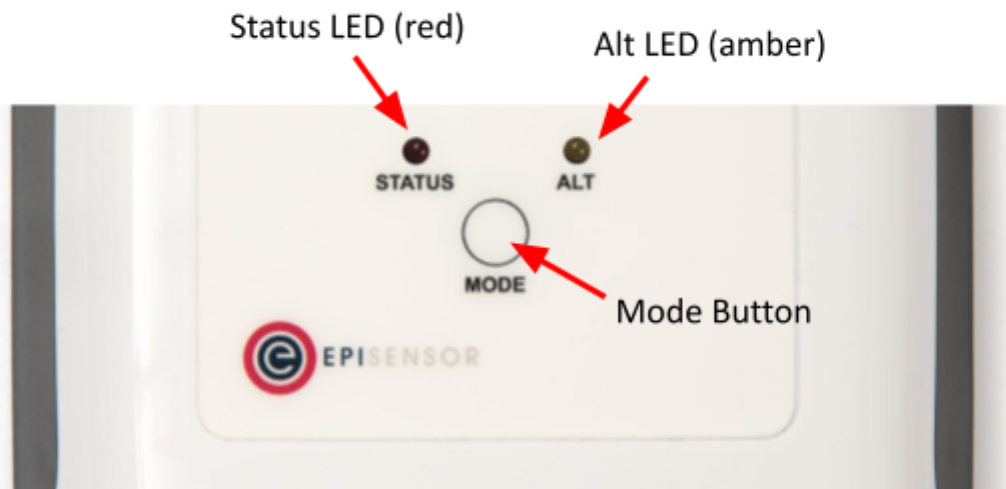 Status LED (red)
Alt LED (amber)
STATUS
ALT
MODE
Mode Button
e EPISENSOR